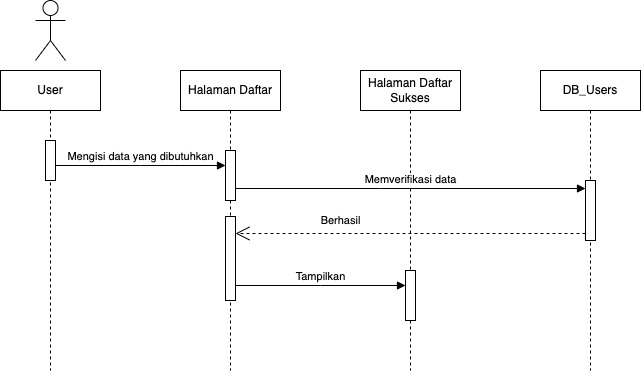 User
Halaman Daftar
Halaman Daftar
Sukses
DB_Users
Mengisi data yang dibutuhkan
Memverifikasi data
Berhasil
Tampilkan